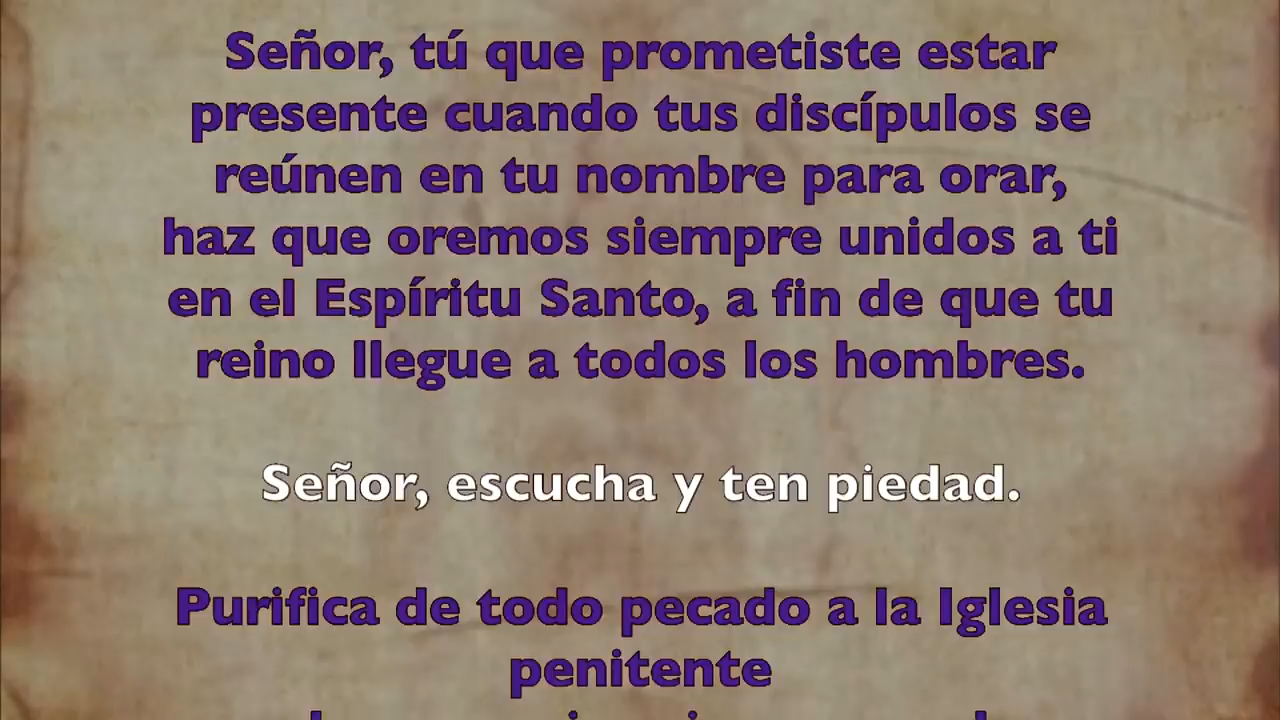 Señor, tú que prometiste estar
presente cuando tus discípulos se
reúnen en tu nombre para orar,
haz que oremos siempre unidos a ti
en el Espíritu Santo, a fin de que tu
reino llegue a todos los hombres.
Señor, escucha y ten piedad.
Purifica de todo pecado a la Iglesia
penitente